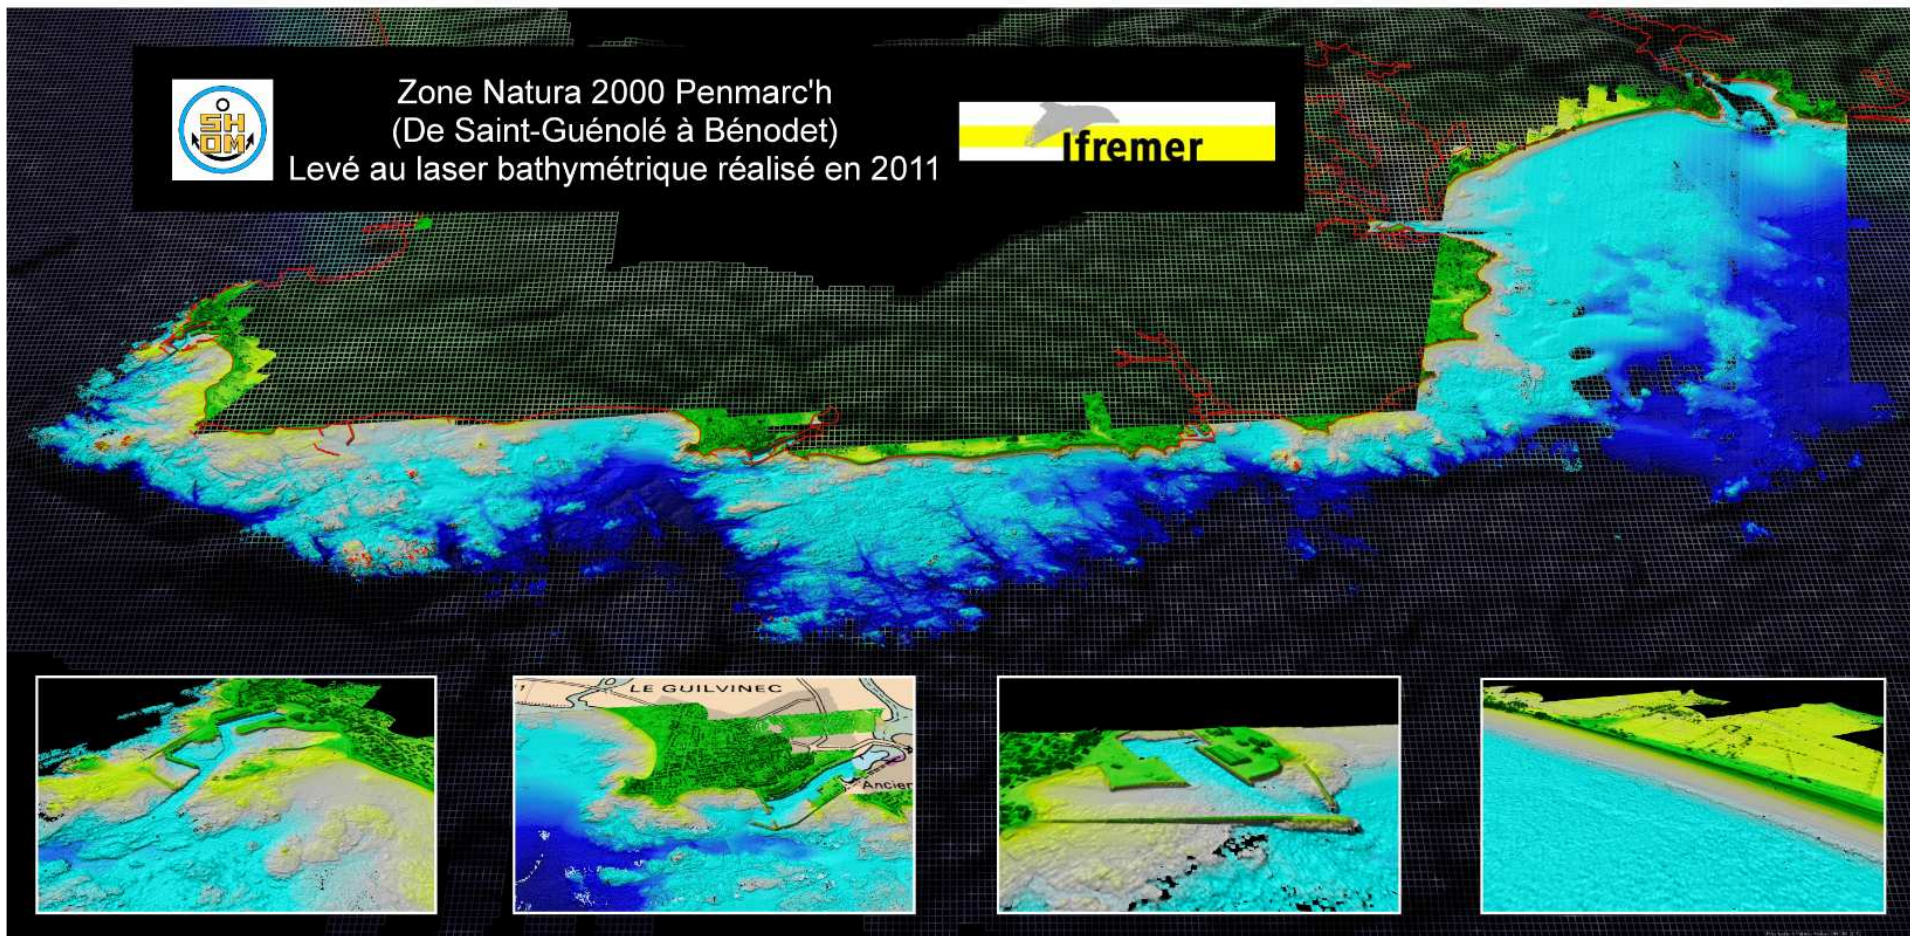 Zone Natura 2000 Penmarc'h
(De Saint-Guénolé à Bénodet)
Levé au laser bathymétrique réalisé en 2011
SH
OM
Ifremer
LE GUILVINEC
Ancien